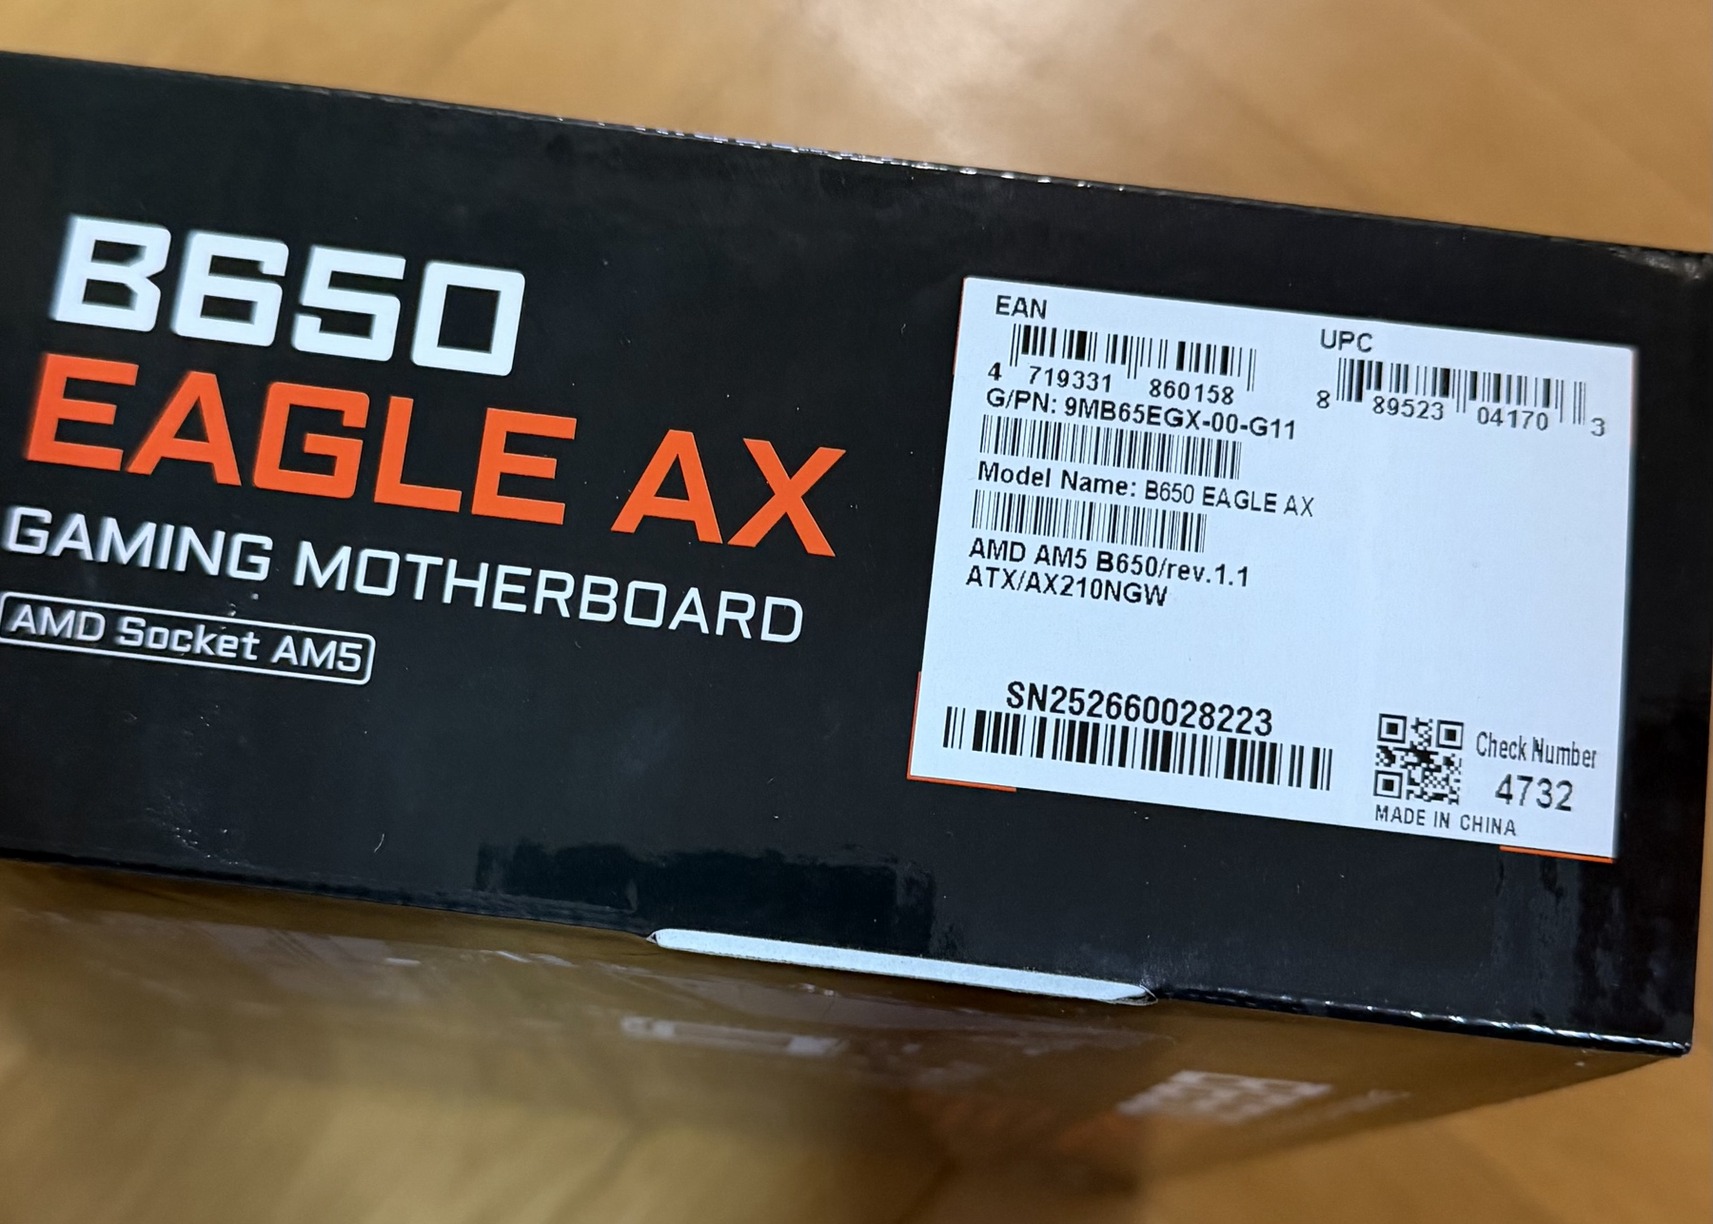 B650
EAGLE AX
GAMING MOTHERBOARD
AMD Socket AM5
EAN
4 719331 860158
UPC
8 89523 04170 3
G/PN: 9MB65EGX-00-G11
Model Name: B650 EAGLE AX
AMD AM5 B650/rev.1.1
ATX/AX210NGW
SN252660028223
Check Number
4732
MADE IN CHINA